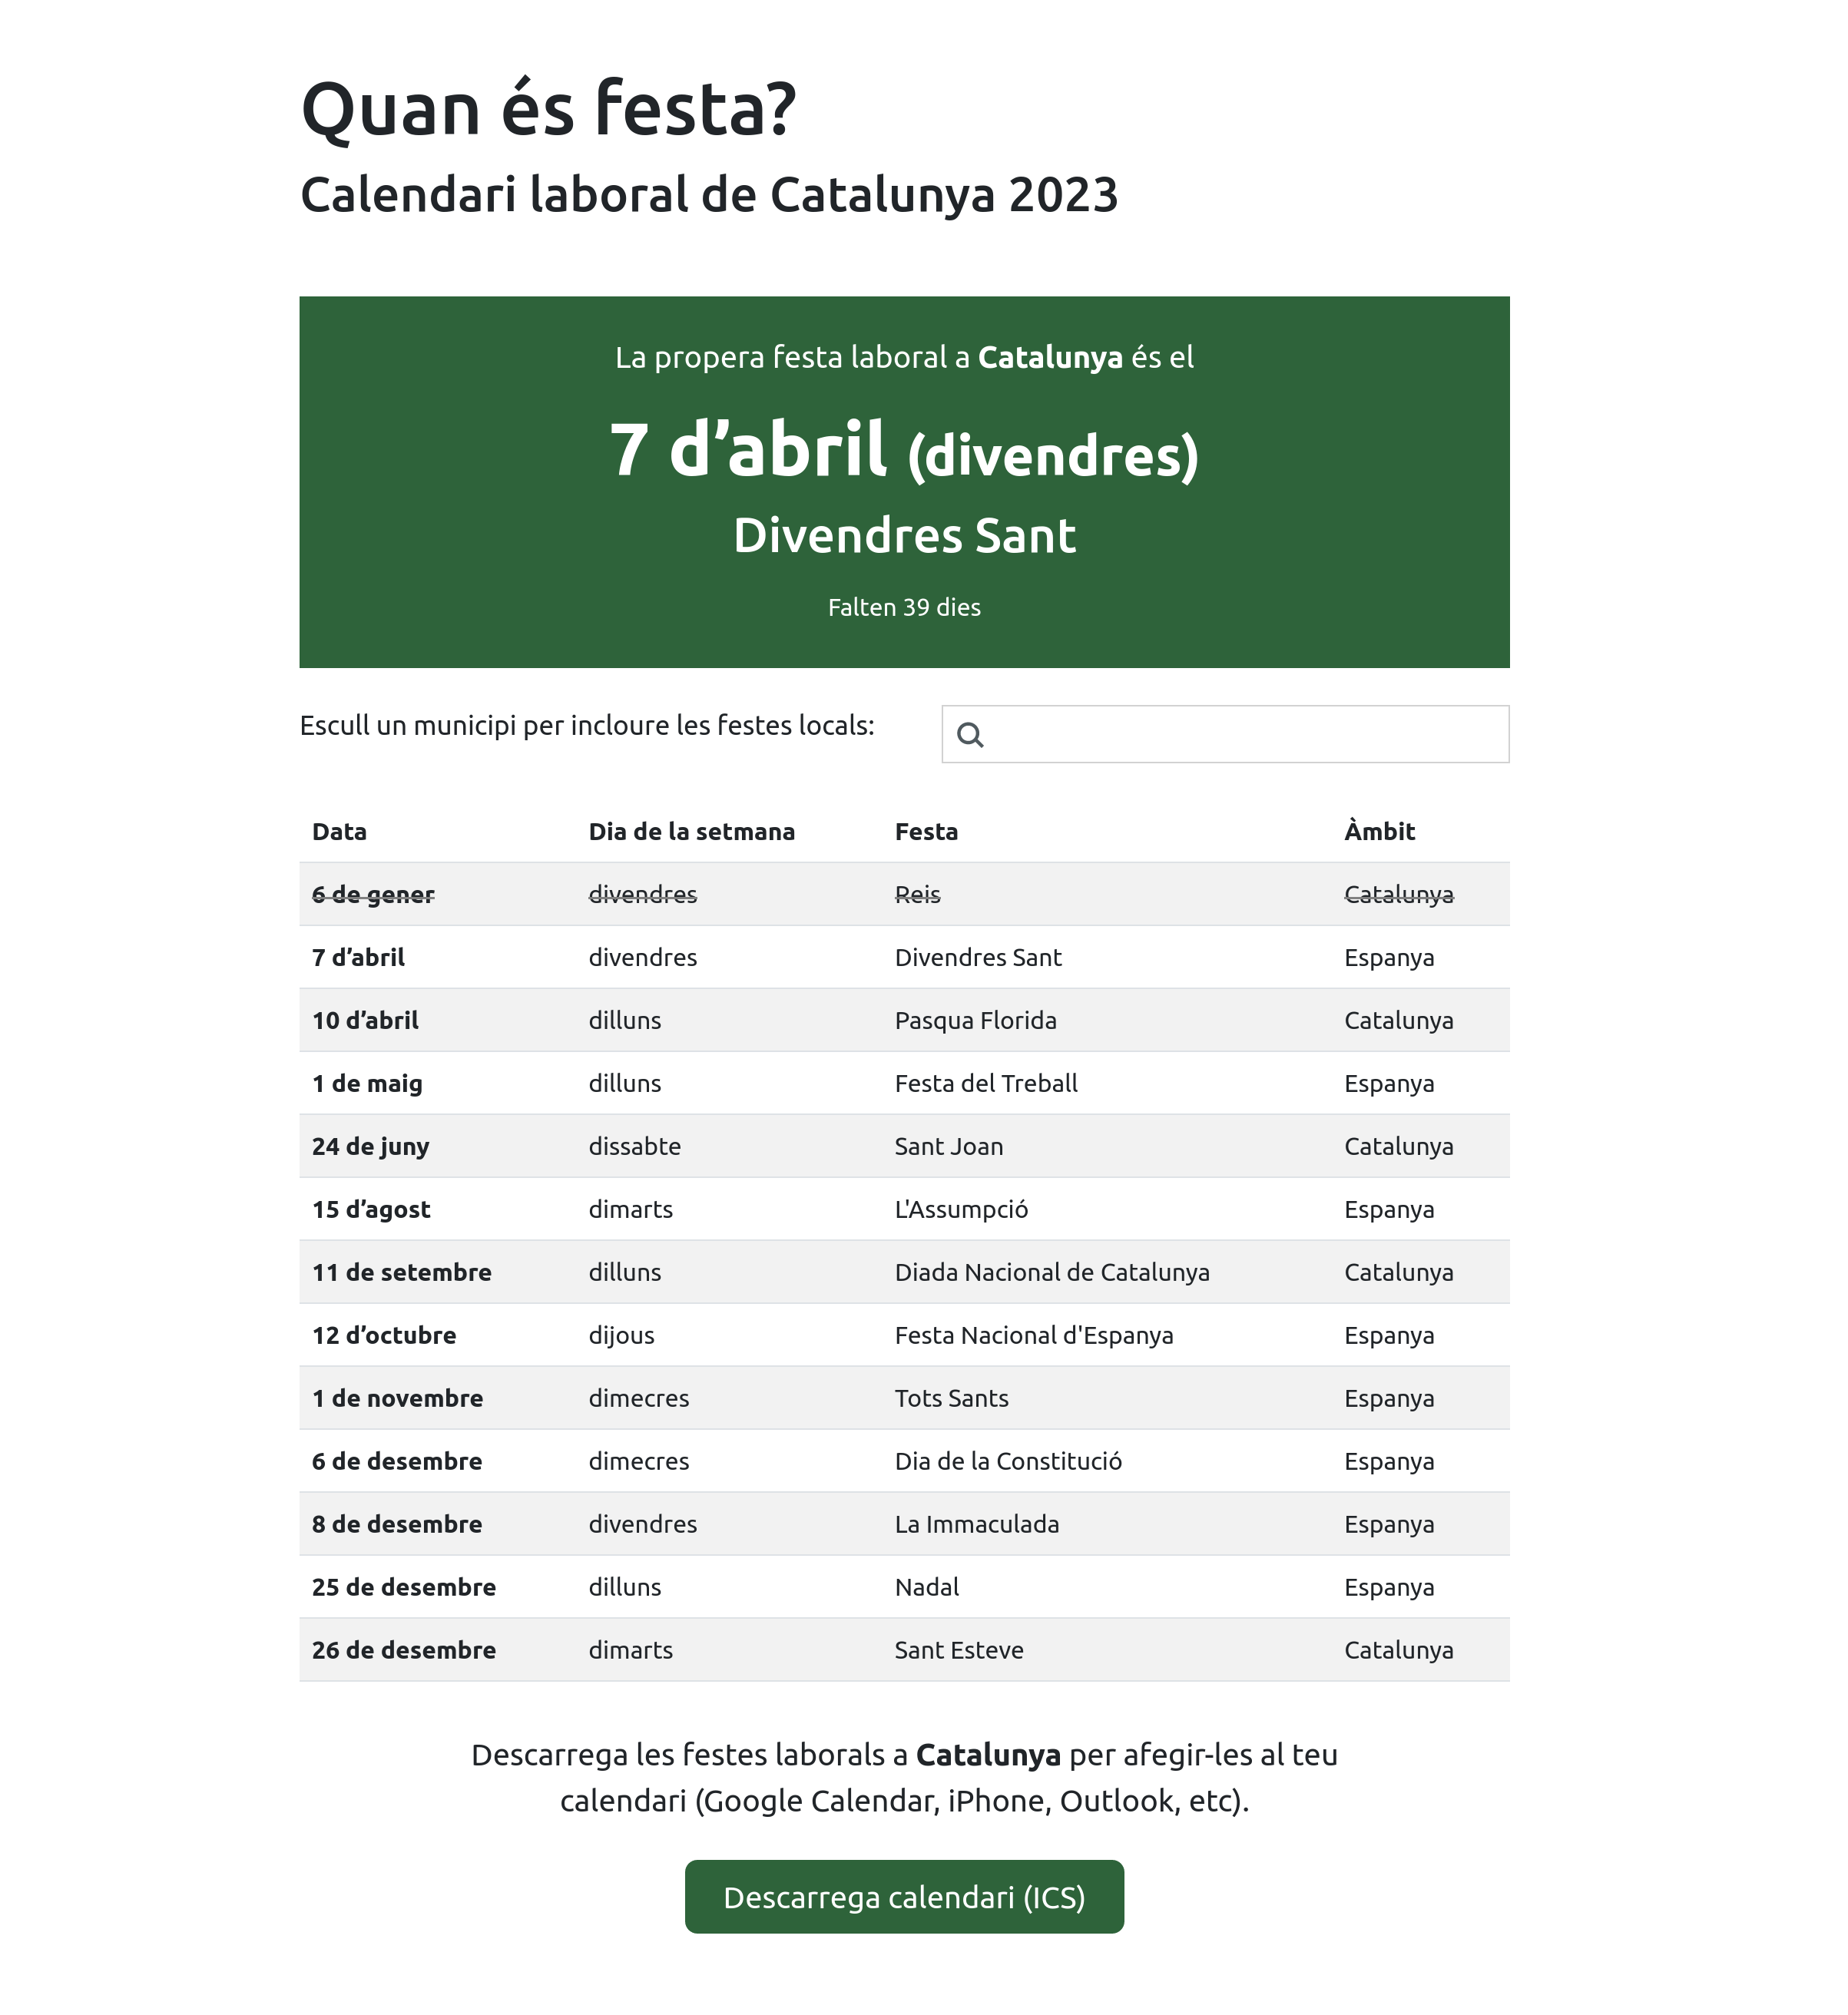 Quan és festa?
Calendari laboral de Catalunya 2023
La propera festa laboral a Catalunya és el
7 d’abril (divendres)
Divendres Sant
Falten 39 dies
Escull un municipi per incloure les festes locals:
Data Dia de la setmana Festa Àmbit
6 de gener divendres Reis Catalunya
7 d’abril divendres Divendres Sant Espanya
10 d’abril dilluns Pasqua Florida Catalunya
1 de maig dilluns Festa del Treball Espanya
24 de juny dissabte Sant Joan Catalunya
15 d’agost dimarts L'Assumpció Espanya
11 de setembre dilluns Diada Nacional de Catalunya Catalunya
12 d’octubre dijous Festa Nacional d'Espanya Espanya
1 de novembre dimecres Tots Sants Espanya
6 de desembre dimecres Dia de la Constitució Espanya
8 de desembre divendres La Immaculada Espanya
25 de desembre dilluns Nadal Espanya
26 de desembre dimarts Sant Esteve Catalunya
Descarrega les festes laborals a Catalunya per afegir-les al teu
calendari (Google Calendar, iPhone, Outlook, etc).
Descarrega calendari (ICS)